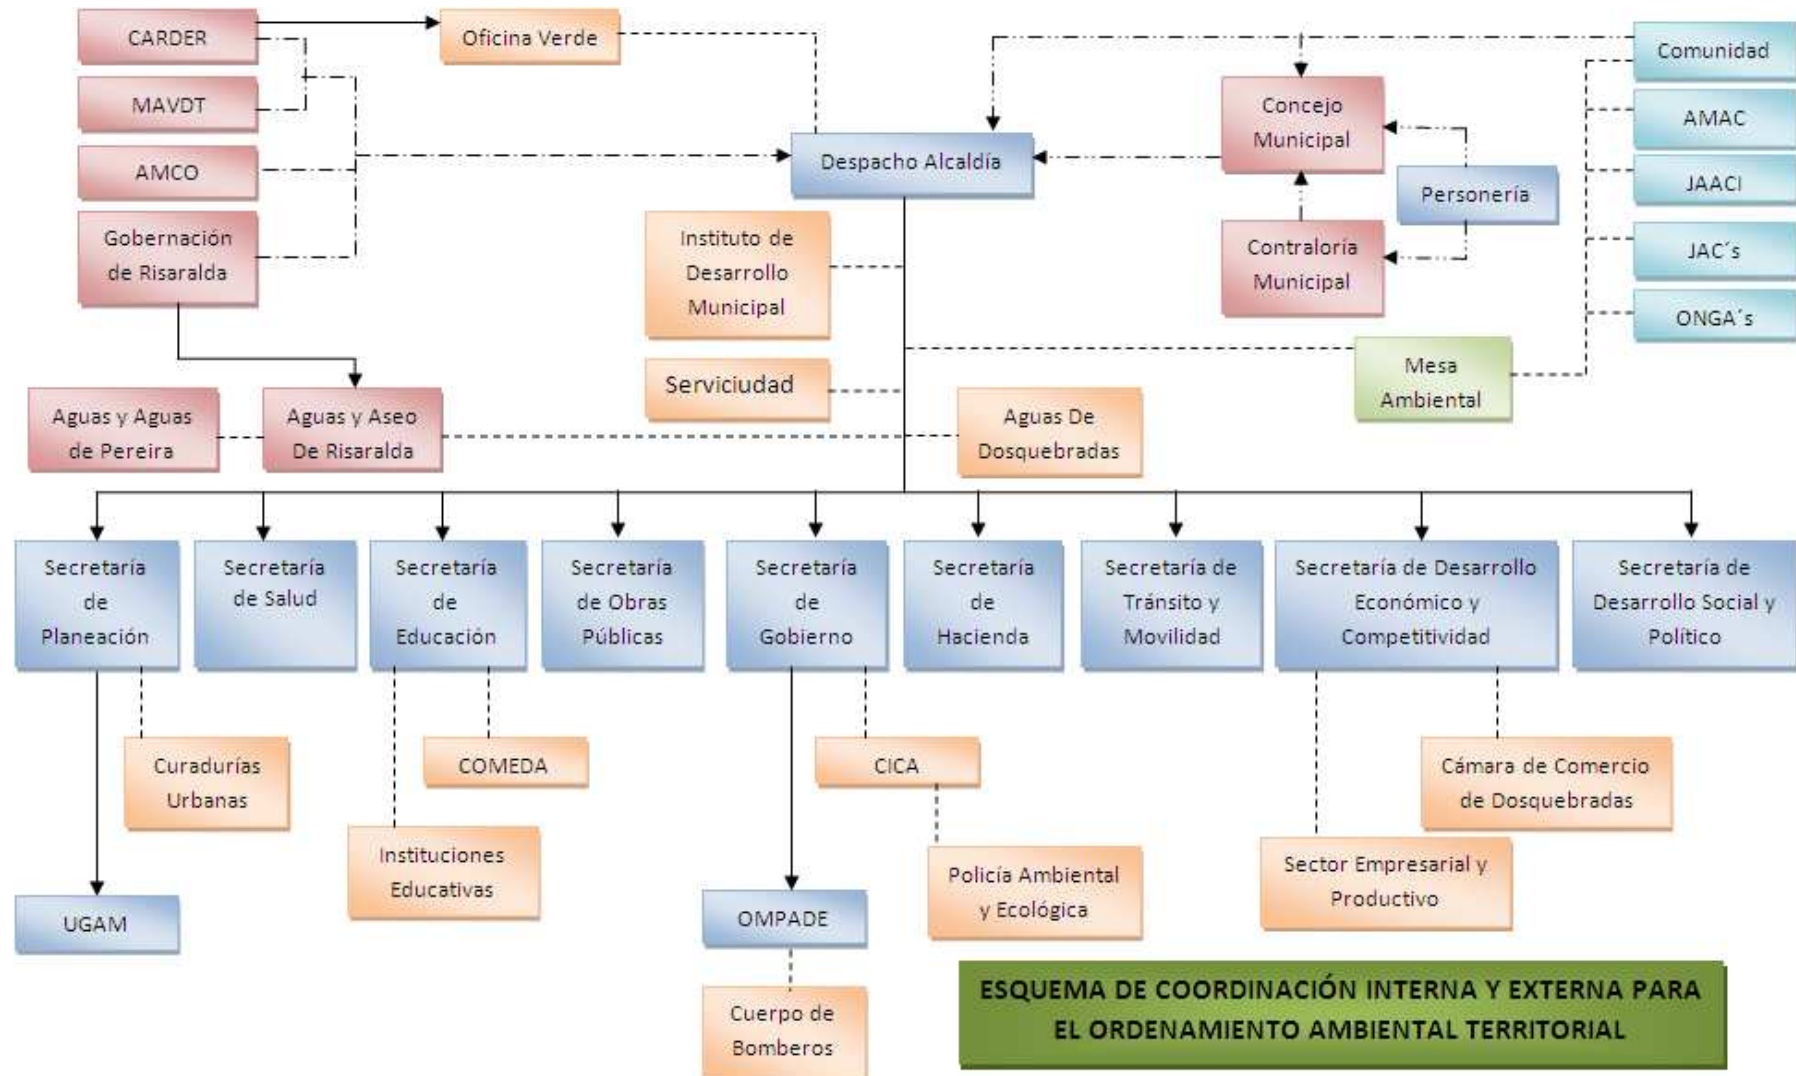 CARDER
Oficina Verde
Comunidad
MAVDT
Concejo
Municipal
AMAC
AMCO
Despacho Alcaldía
Personería
JAACI
Gobernación
de Risaralda
Instituto de
Desarrollo
Municipal
Contraloría
Municipal
JAC´s
ONGA´s
Serviciudad
Mesa
Ambiental
Aguas y Aguas
de Pereira
Aguas y Aseo
De Risaralda
Aguas De
Dosquebradas
Secretaría
de
Planeación
Secretaría
de Salud
Secretaría
de
Educación
Secretaría
de Obras
Públicas
Secretaría
de
Gobierno
Secretaría
de
Hacienda
Secretaría de
Tránsito y
Movilidad
Secretaría de Desarrollo
Económico y
Competitividad
Secretaría de
Desarrollo Social y
Político
Curadurías
Urbanas
COMEDA
CICA
Cámara de Comercio
de Dosquebradas
Instituciones
Educativas
Policía Ambiental
y Ecológica
Sector Empresarial y
Productivo
UGAM
OMPADE
Cuerpo de
Bomberos
ESQUEMA DE COORDINACIÓN INTERNA Y EXTERNA PARA
EL ORDENAMIENTO AMBIENTAL TERRITORIAL